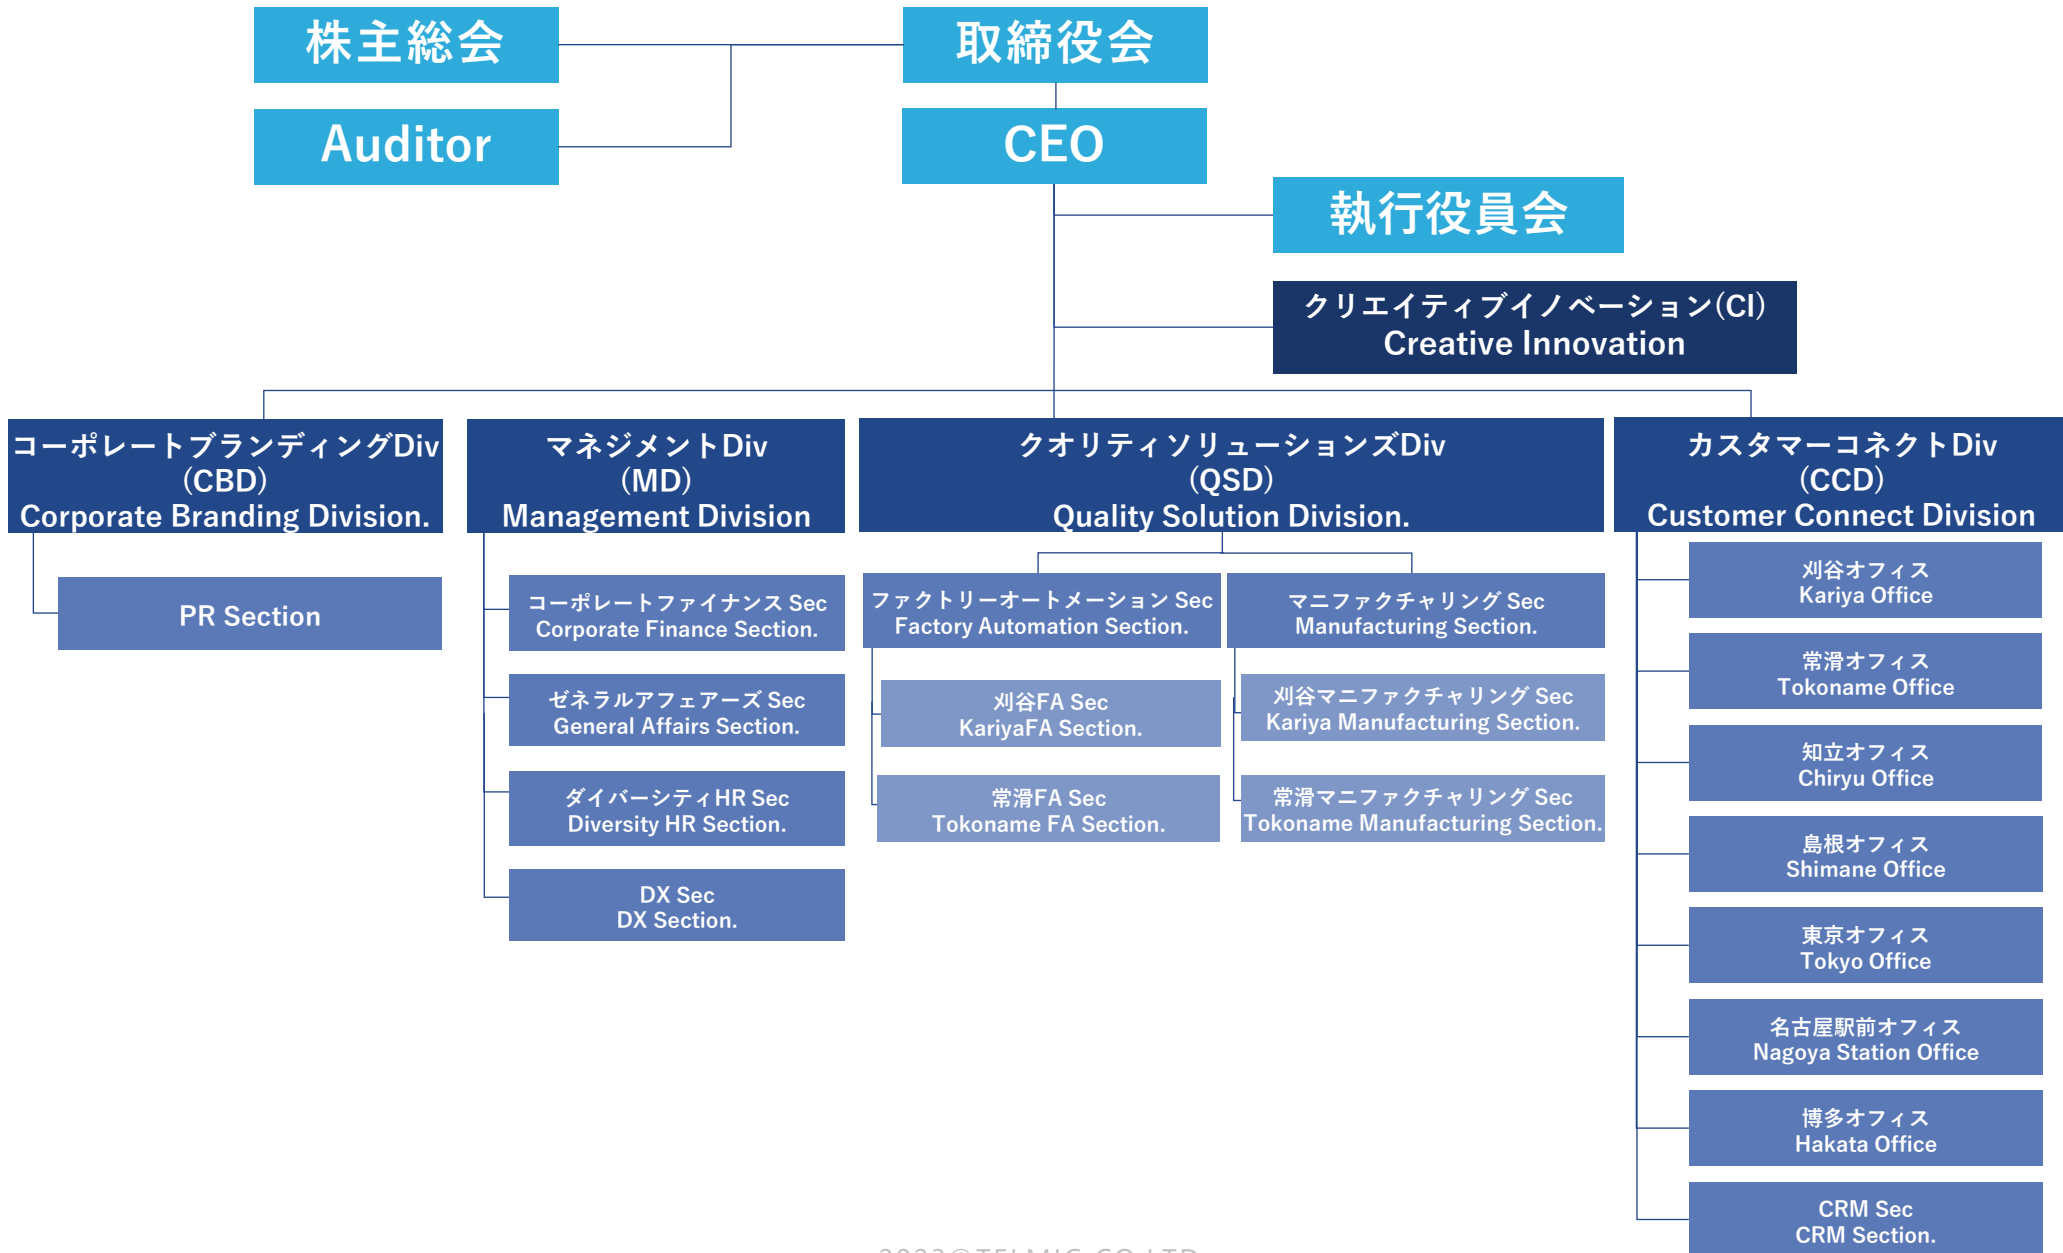 株主総会
取締役会
Auditor
CEO
執行役員会
クリエイティブイノベーション(CI)
Creative Innovation
コーポレートブランディングDiv
(CBD)
Corporate Branding Division.
マネジメントDiv
(MD)
Management Division
クオリティソリューションズDiv
(QSD)
Quality Solution Division.
カスタマーコネクトDiv
(CCD)
Customer Connect Division
PR Section
コーポレートファイナンス Sec
Corporate Finance Section.
ゼネラルアフェアーズ Sec
General Affairs Section.
ダイバーシティHR Sec
Diversity HR Section.
DX Sec
DX Section.
ファクトリーオートメーション Sec
Factory Automation Section.
刈谷FA Sec
KariyaFA Section.
常滑FA Sec
Tokoname FA Section.
マニファクチャリング Sec
Manufacturing Section.
刈谷マニファクチャリング Sec
Kariya Manufacturing Section.
常滑マニファクチャリング Sec
Tokoname Manufacturing Section.
刈谷オフィス
Kariya Office
常滑オフィス
Tokoname Office
知立オフィス
Chiryu Office
島根オフィス
Shimane Office
東京オフィス
Tokyo Office
名古屋駅前オフィス
Nagoya Station Office
博多オフィス
Hakata Office
CRM Sec
CRM Section.